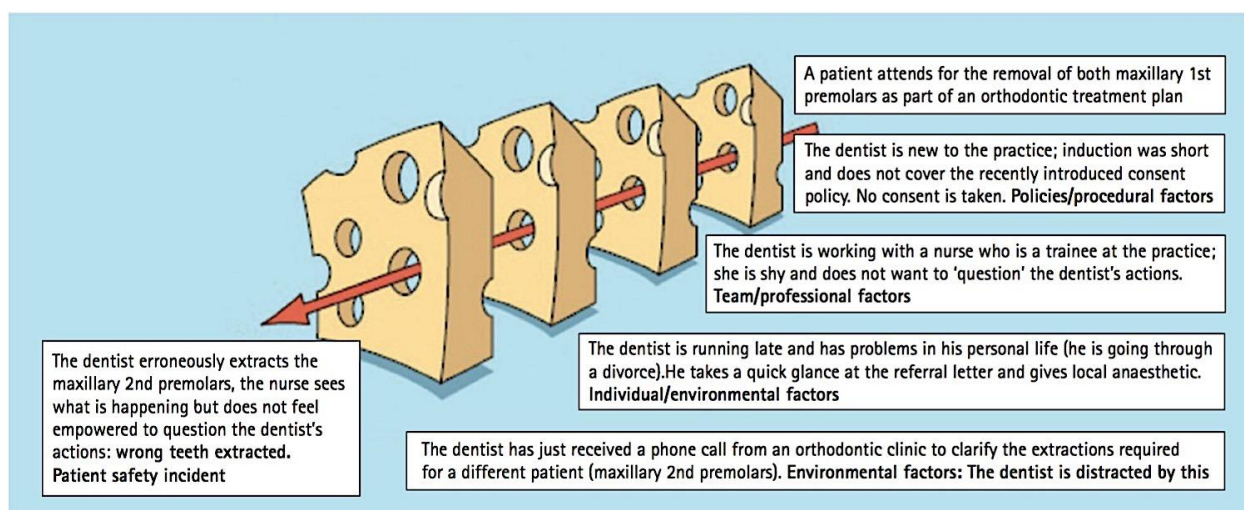 A patient attends for the removal of both maxillary 1st
premolars as part of an orthodontic treatment plan
The dentist is new to the practice; induction was short
and does not cover the recently introduced consent
policy. No consent is taken. Policies/procedural factors
The dentist is working with a nurse who is a trainee at the practice;
she is shy and does not want to ‘question’ the dentist’s actions.
Team/professional factors
The dentist is running late and has problems in his personal life (he is going through
a divorce).He takes a quick glance at the referral letter and gives local anaesthetic.
Individual/environmental factors
The dentist has just received a phone call from an orthodontic clinic to clarify the extractions required
for a different patient (maxillary 2nd premolars). Environmental factors: The dentist is distracted by this
The dentist erroneously extracts the
maxillary 2nd premolars, the nurse sees
what is happening but does not feel
empowered to question the dentist’s
actions: wrong teeth extracted.
Patient safety incident